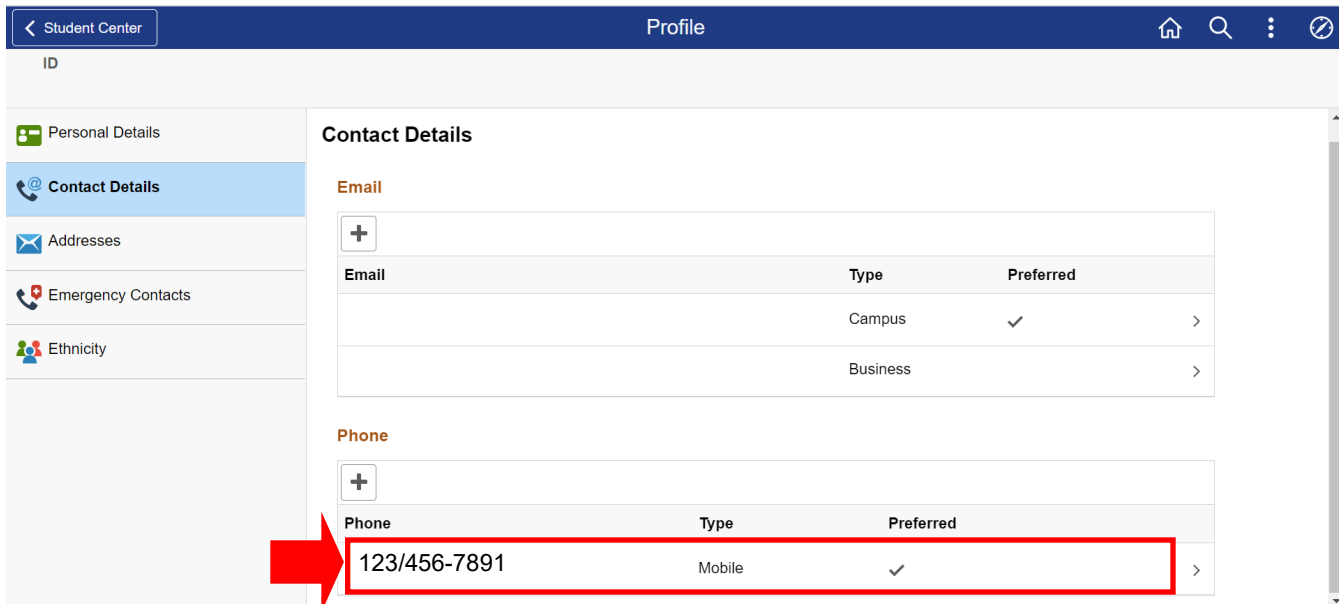 Student Center Profile
ID
Personal Details
Contact Details
Addresses
Emergency Contacts
Ethnicity
Contact Details
Email
Email Type Preferred
Campus
Business
Phone
Phone Type Preferred
123/456-7891 Mobile